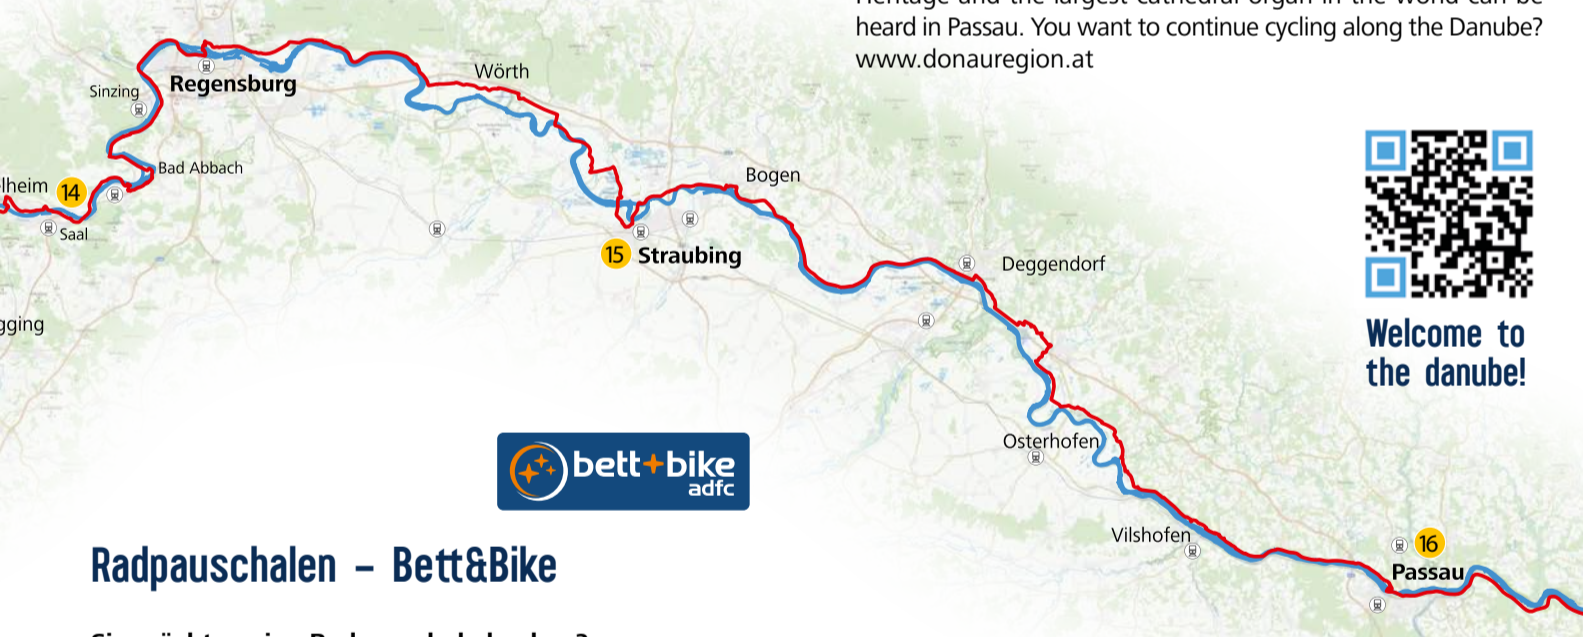 heard in Passau. You want to continue cycling along the Danube?
www.donauregion.at
Wörth
Regensburg
Sinzing
Bad Abbach
lheim
14
Saal
Bogen
15 Straubing
Deggendorf
gging
Welcome to
the danube!
Osterhofen
bett+bike
adfc
Vilshofen
16
Passau
Radpauschalen – Bett&Bike